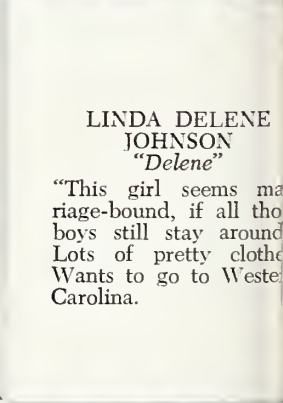 LINDA DELENE
JOHNSON
“Delene”
“This girl seems ma
riage-bound, if all tho
boys still stay around
Lots of pretty clothe
Wants to go to Weste
Carolina.